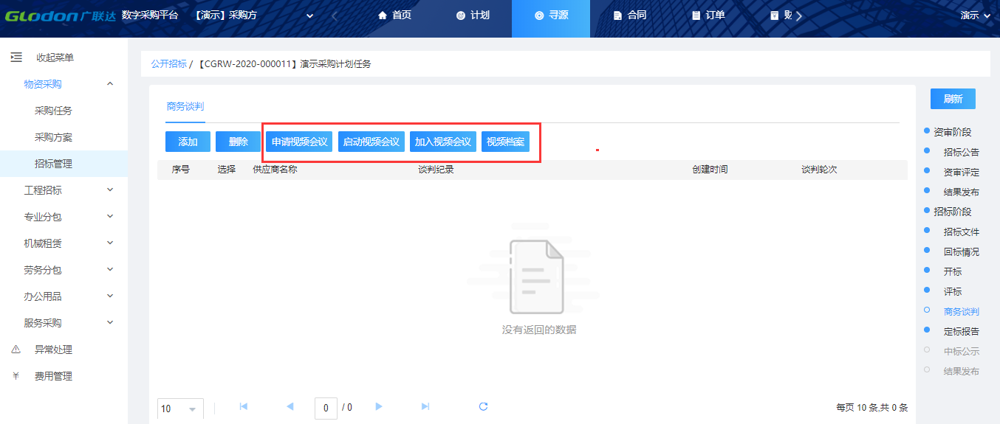 GLodon广联达 数字采购平台 【演示】采购方 首页 计划 寻源 合同 订单 演示
收起菜单
物资采购
采购任务
采购方案
招标管理
工程招标
专业分包
机械租赁
劳务分包
办公用品
服务采购
异常处理
¥ 费用管理
公开招标 / 【CGRW-2020-000011】演示采购计划任务
商务谈判
添加 删除 申请视频会议 启动视频会议 加入视频会议 视频档案
序号 选择 供应商名称 谈判纪录 创建时间 谈判轮次
没有返回的数据
10 0 / 0 每页 10 条,共 0 条
刷新
资审阶段
招标公告
资审评定
结果发布
招标阶段
招标文件
回标情况
开标
评标
商务谈判
定标报告
中标公示
结果发布